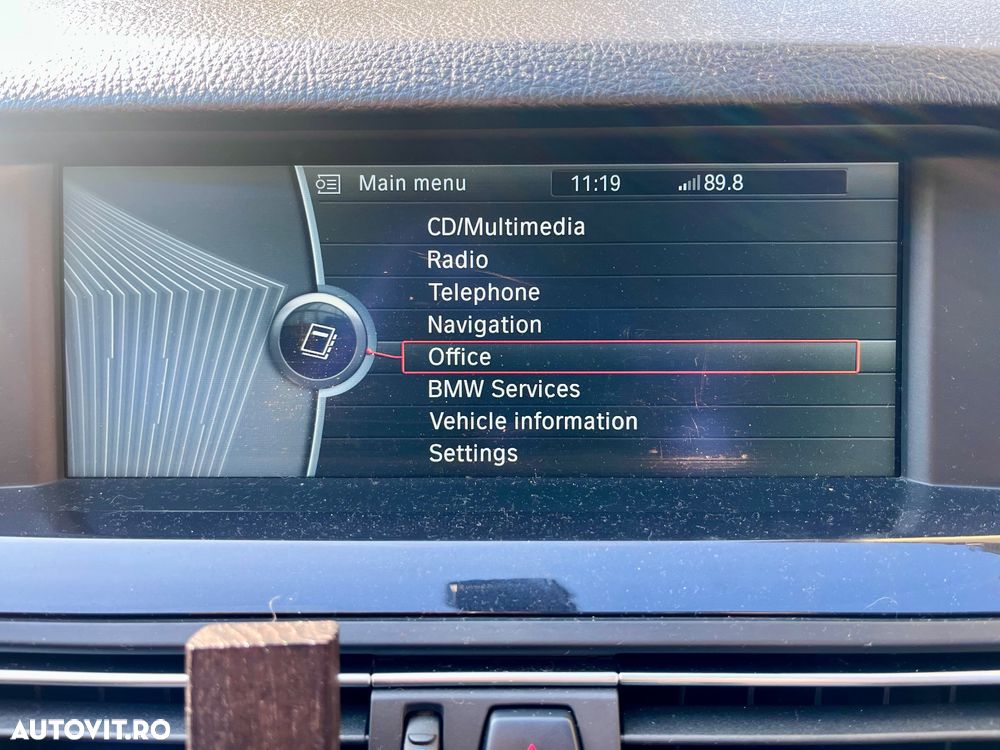 Main menu 11:19 89.8
CD/Multimedia
Radio
Telephone
Navigation
Office
BMW Services
Vehicle information
Settings
AUTOVIT.RO